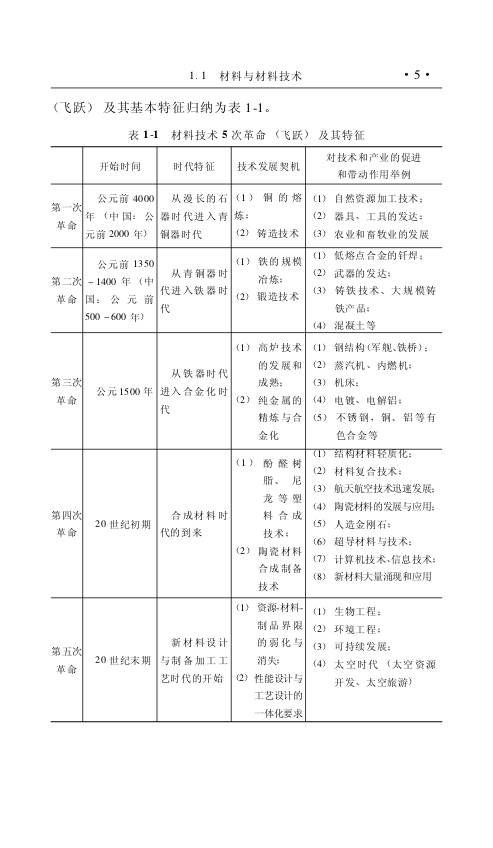 1.1 材料与材料技术 ·5·
（飞跃） 及其基本特征归纳为表 1-1。
表 1-1 材料技术 5 次革命 （飞跃） 及其特征
开始时间
时代特征
技术发展契机
对技术和产业的促进
和带动作用举例
第一次
革命
公元前 4000
年 （中国：公
元前 2000 年）
从漫长的石
器时代进入青
铜器时代
（1） 铜的熔
炼；
（2） 铸造技术
（1） 自然资源加工技术；
（2） 器具、工具的发达；
（3） 农业和畜牧业的发展
第二次
革命
公元前 1350
~1400 年 （中
国：公元前
500 ~600 年）
从青铜器时
代进入铁器时
代
（1） 铁的规模
冶炼；
（2） 锻造技术
（1） 低熔点合金的钎焊；
（2） 武器的发达；
（3） 铸铁技术、大规模铸
铁产品；
（4） 混凝土等
第三次
革命
公元 1500 年
从铁器时代
进入合金化时
代
（1） 高炉技术
的发展和
成熟；
（2） 纯金属的
精炼与合
金化
（1） 钢结构（军舰、铁桥）；
（2） 蒸汽机、内燃机；
（3） 机床；
（4） 电镀、电解铝；
（5） 不锈钢，铜、铝等有
色合金等
第四次
革命
20 世纪初期
合成材料时
代的到来
（1） 酚醛树
脂、尼
龙等塑
料合成
技术；
（2） 陶瓷材料
合成制备
技术
（1） 结构材料轻质化；
（2） 材料复合技术；
（3） 航天航空技术迅速发展；
（4） 陶瓷材料的发展与应用；
（5） 人造金刚石；
（6） 超导材料与技术；
（7） 计算机技术、信息技术；
（8） 新材料大量涌现和应用
第五次
革命
20 世纪末期
新材料设计
与制备加工工
艺时代的开始
（1） 资源-材料-
制品界限
的弱化与
消失；
（2） 性能设计与
工艺设计的
一体化要求
（1） 生物工程；
（2） 环境工程；
（3） 可持续发展；
（4） 太空时代 （太空资源
开发、太空旅游）